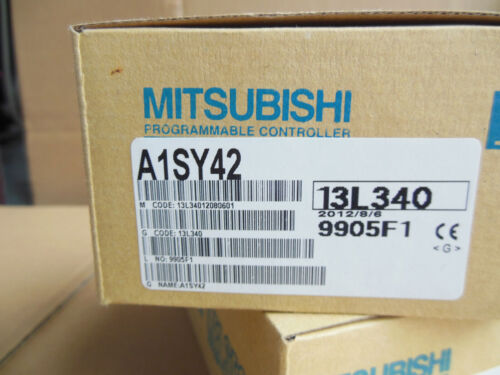 MITSUBISHI
PROGRAMMABLE CONTROLLER
A1SY42
M CODE: 13L34012080601
G CODE: 13L340
L NO: 9905F1
G NAME:A1SY42
13L340
2012/8/6
9905F1 CE
<G>
MITSUBISHI